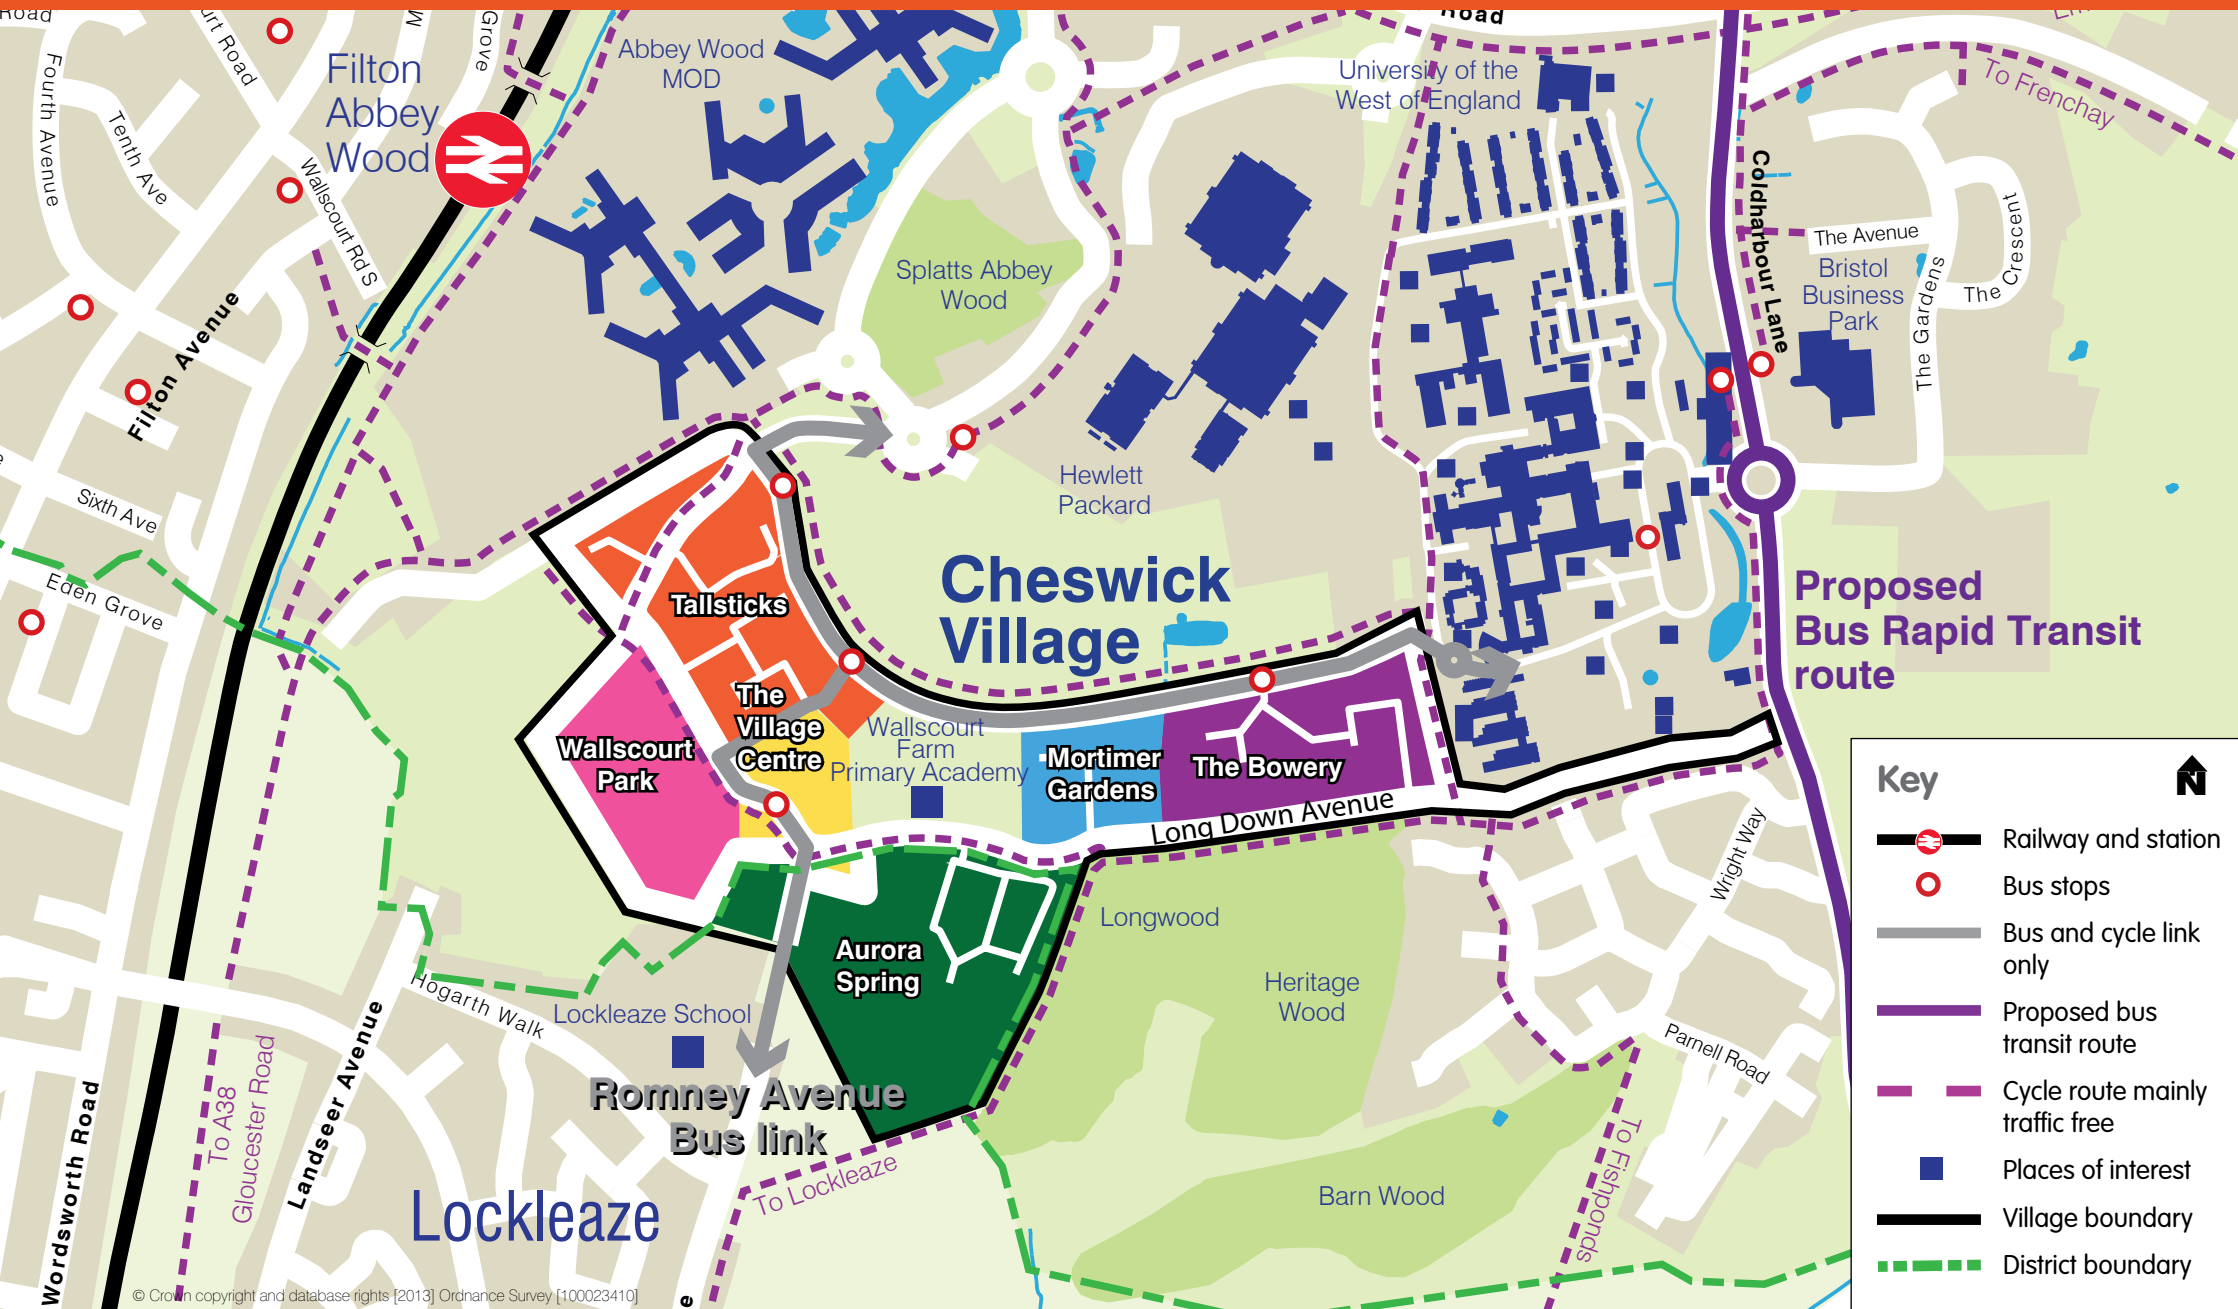 Road
urt Road
M
Grove
Filton
Abbey
Wood
Fourth Avenue
Tenth Ave
Wallscourt Rd S
Filton Avenue
Sixth Ave
Eden Grove
Abbey Wood
MOD
Splatts Abbey
Wood
Road
University of the
West of England
To Frenchay
Coldharbour Lane
The Avenue
The Crescent
The Gardens
Bristol
Business
Park
Hewlett
Packard
Cheswick
Village
Proposed
Bus Rapid Transit
route
Tallsticks
The
Village
Centre
Wallscourt
Park
Wallscourt
Farm
Primary Academy
Mortimer
Gardens
The Bowery
Long Down Avenue
Aurora
Spring
Longwood
Heritage
Wood
Barn Wood
Wright Way
Parnell Road
To Fishponds
Hogarth Walk
Lockleaze School
Romney Avenue
Bus link
To Lockleaze
Lockleaze
Landseer Avenue
To A38
Gloucester Road
Wordsworth Road
e
© Crown copyright and database rights [2013] Ordnance Survey [100023410]
Key
N
Railway and station
Bus stops
Bus and cycle link
only
Proposed bus
transit route
Cycle route mainly
traffic free
Places of interest
Village boundary
District boundary